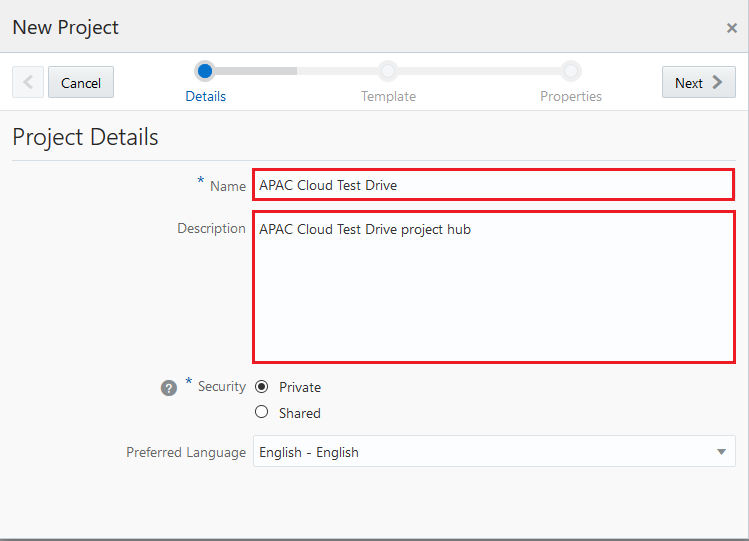 New Project
×
Cancel
Details
Template
Properties
Next
Project Details
* Name
APAC Cloud Test Drive
Description
APAC Cloud Test Drive project hub
? * Security
Private
Shared
Preferred Language
English - English